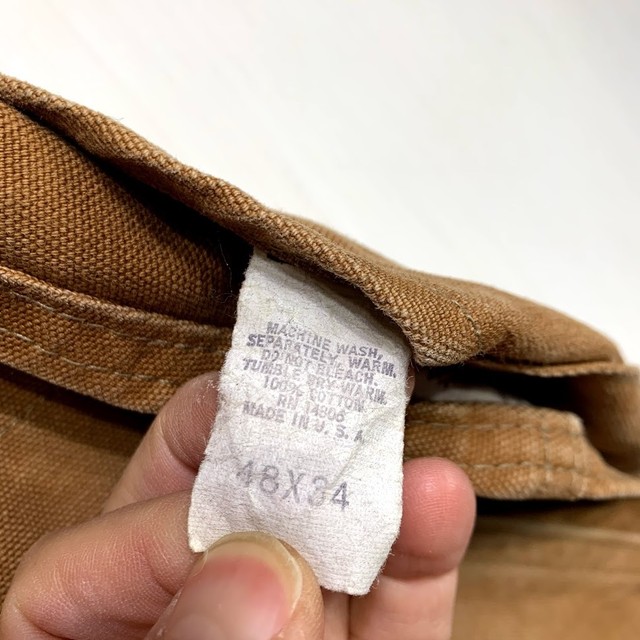 MACHINE WASH,
SEPARATELY WARM.
DO NOT BLEACH.
TUMBLE DRY WARM.
100% COTTON.
RN 14806
MADE IN U.S.A
48X34